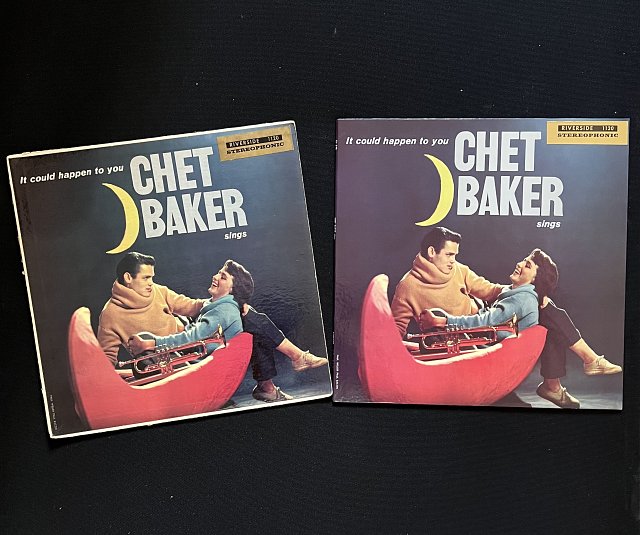 RIVERSIDE 1120
STEREOPHONIC
It could happen to you
CHET
BAKER
sings
RIVERSIDE 1120
STEREOPHONIC
It could happen to you
CHET
BAKER
sings